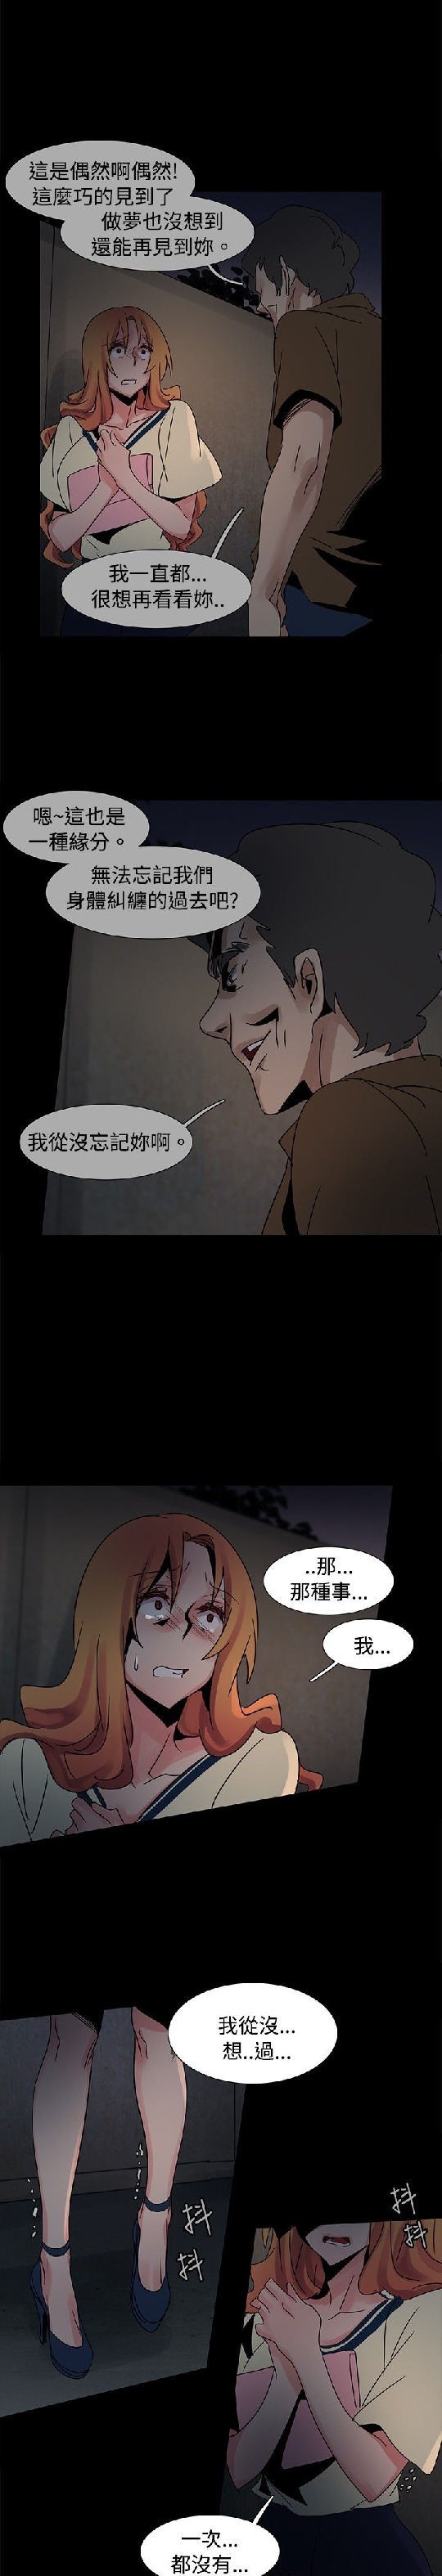 這是偶然啊偶然!
這麼巧的見到了
做夢也沒想到
還能再見到妳。
我一直都...
很想再看看妳..
嗯~這也是
一種緣分。
無法忘記我們
身體糾纏的過去吧?
我從沒忘記妳啊。
..那...
那種事...
我...
我從沒...
想..過...
抖
抖
抖
抖
一次...
都沒有...